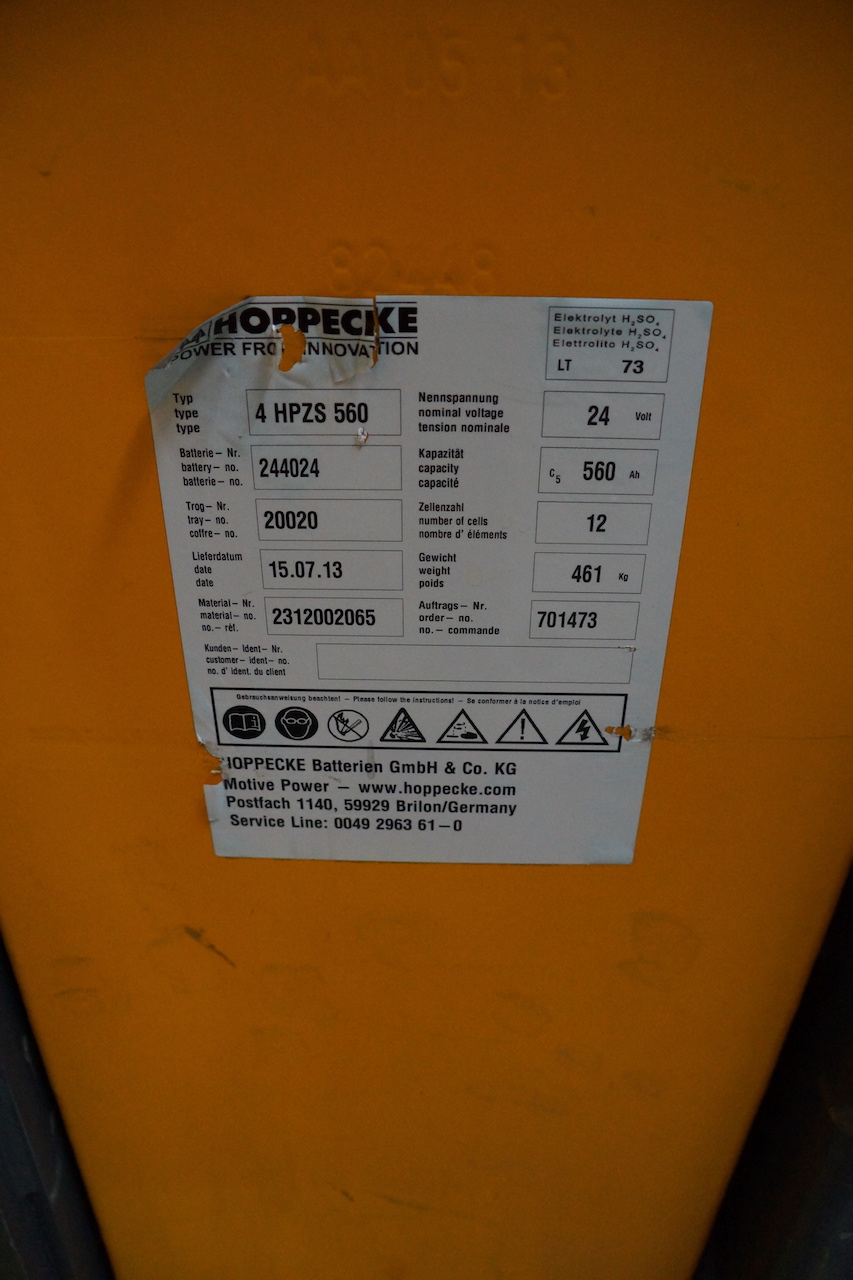 AA 05 13
HOPPECKE
POWER FROM INNOVATION
Elektrolyt H₂SO₄
Elektrolyte H₂SO₄
Elettrolito H₂SO₄
LT 73
Typ
type
type
4 HPZS 560
Nennspannung
nominal voltage
tension nominale
24 Volt
Batterie – Nr.
battery – no.
batterie – no.
244024
Kapazität
capacity
capacité
C₅ 560 Ah
Trog – Nr.
tray – no.
coffre – no.
20020
Zellenzahl
number of cells
nombre d' éléments
12
Lieferdatum
date
date
15.07.13
Gewicht
weight
poids
461 Kg
Material – Nr.
material – no.
no. – réf.
2312002065
Auftrags – Nr.
order – no.
no. – commande
701473
Kunden – Ident – Nr.
customer – ident – no.
no. d' ident. du client
Gebrauchsanweisung beachten! – Please follow the instructions! – Se conformer à la notice d'emploi
HOPPECKE Batterien GmbH & Co. KG
Motive Power – www.hoppecke.com
Postfach 1140, 59929 Brilon/Germany
Service Line: 0049 2963 61–0